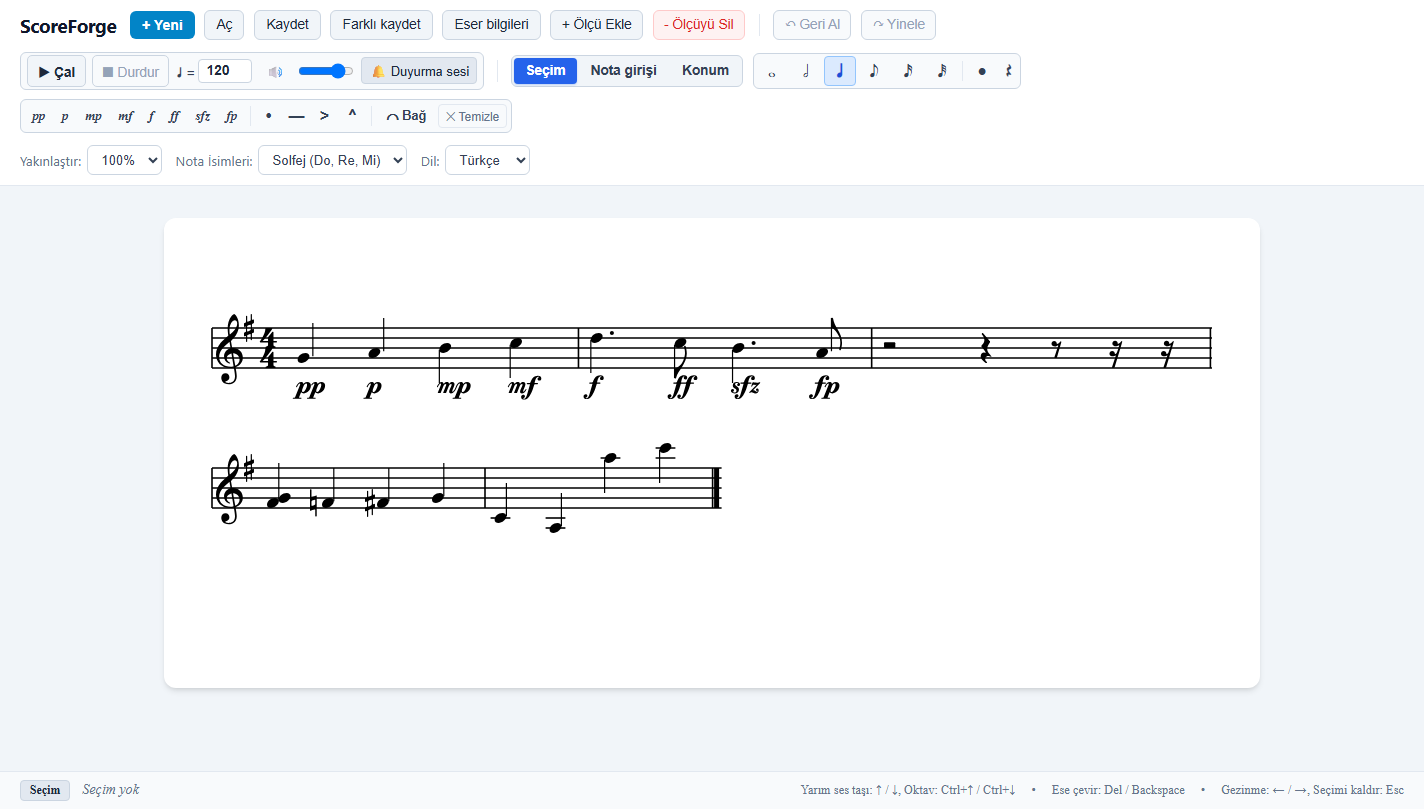 ScoreForge + Yeni Aç Kaydet Farklı kaydet Eser bilgileri + Ölçü Ekle - Ölçüyü Sil ↶ Geri Al ↷ Yinele
▶ Çal ■ Durdur ♩ = 120 🔊 🔔 Duyurma sesi Seçim Nota girişi Konum
pp p mp mf f ff sfz fp • — > ^ Bağ × Temizle
Yakınlaştır: 100% Nota İsimleri: Solfej (Do, Re, Mi) Dil: Türkçe
4
4
pp p mp mf f ff sfz fp
Seçim Seçim yok Yarım ses taşı: ↑ / ↓, Oktav: Ctrl+↑ / Ctrl+↓ • Ese çevir: Del / Backspace • Gezinme: ← / →, Seçimi kaldır: Esc